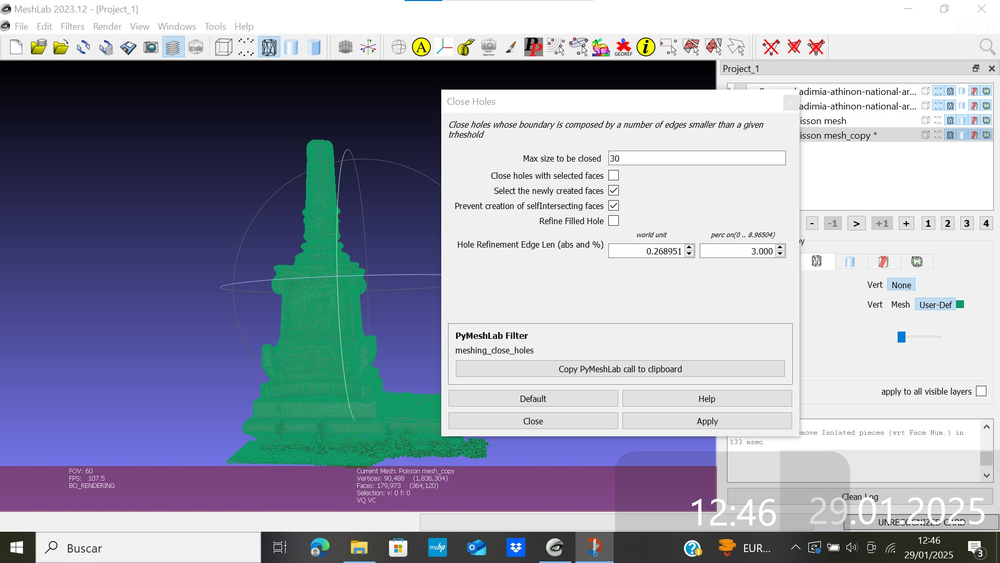 MeshLab 2023.12 - [Project_1]
File Edit Filters Render View Windows Tools Help
A
Raster Alignment
PP
GEOREF
i
Project_1
adimia-athinon-national-ar...
adimia-athinon-national-ar...
isson mesh
isson mesh_copy *
Close Holes
Close holes whose boundary is composed by a number of edges smaller than a given
trheshold
Max size to be closed 30
Close holes with selected faces
Select the newly created faces
Prevent creation of selfIntersecting faces
Refine Filled Hole
world unit perc on(0 .. 8.96504)
Hole Refinement Edge Len (abs and %) 0.268951 3.000
PyMeshLab Filter
meshing_close_holes
Copy PyMeshLab call to clipboard
Default Help
Close Apply
- -1 > +1 + 1 2 3 4
Vert None
Vert Mesh User-Def
apply to all visible layers
move Isolated pieces (wrt Face Num.) in
133 msec
Clean Log
UNRECOGNIZED CARD
12:46 29.01.2025
FOV: 60
FPS: 107.5
BO_RENDERING
Current Mesh: Poisson mesh_copy
Vertices: 90,488 (1,836,304)
Faces: 179,973 (364,120)
Selection: v: 0 f: 0
VQ VC
Buscar
myhp
EUR...
12:46
29/01/2025
3